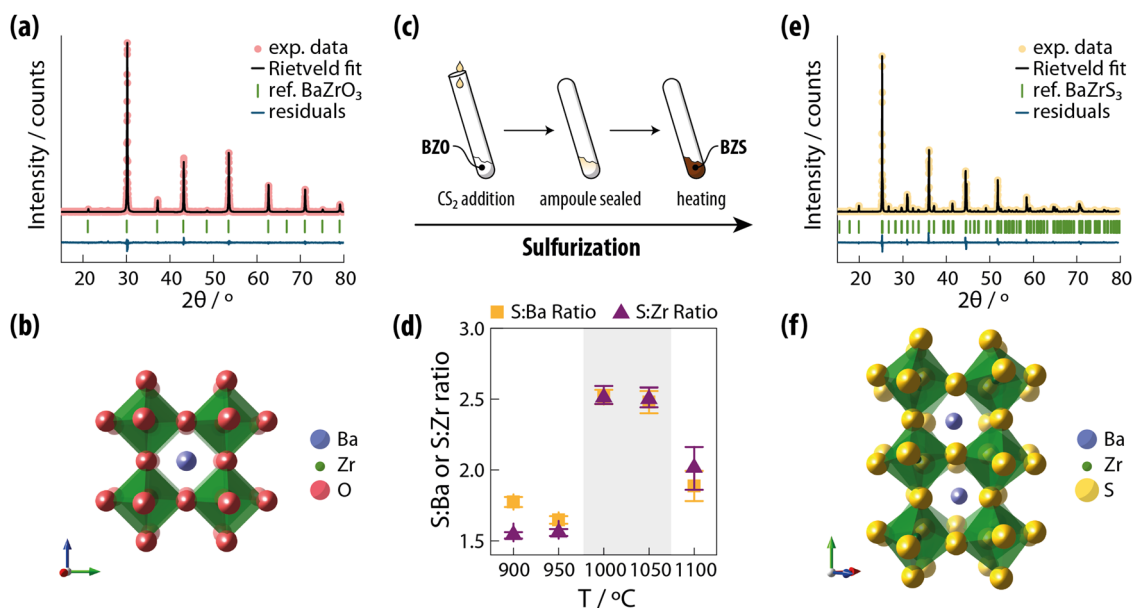 (a)
Intensity / counts
exp. data
Rietveld fit
ref. BaZrO₃
residuals
20 30 40 50 60 70 80
2θ / º
(b)
Ba
Zr
O
(c)
BZO
BZS
CS₂ addition
ampoule sealed
heating
Sulfurization
(d)
S:Ba Ratio
S:Zr Ratio
S:Ba or S:Zr ratio
3.0
2.5
2.0
1.5
900 950 1000 1050 1100
T / ºC
(e)
Intensity / counts
exp. data
Rietveld fit
ref. BaZrS₃
residuals
20 30 40 50 60 70 80
2θ / º
(f)
Ba
Zr
S